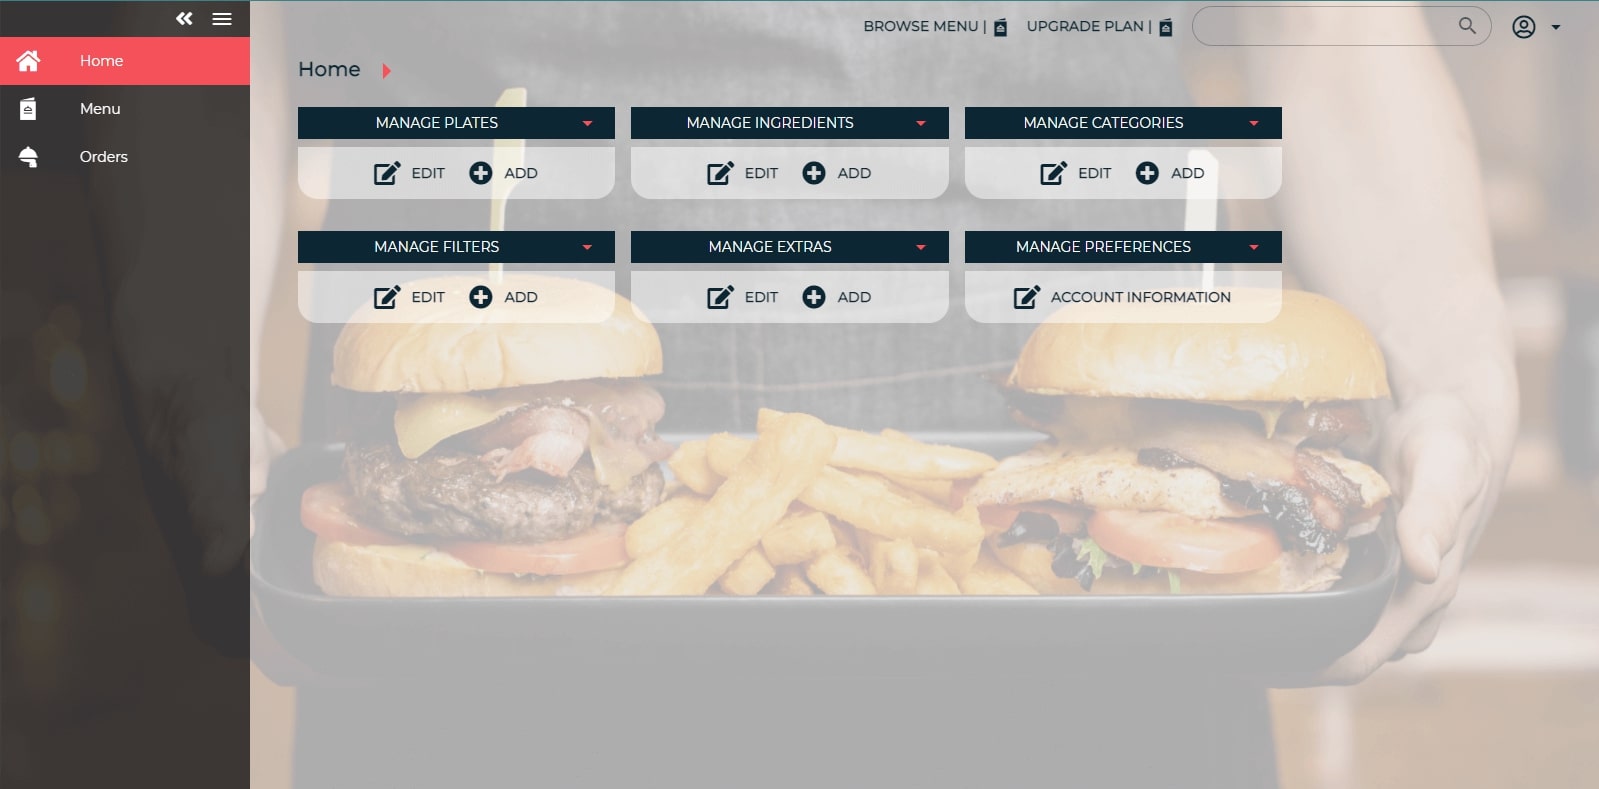 BROWSE MENU |
UPGRADE PLAN |
Home
Menu
Orders
Home
MANAGE PLATES
MANAGE INGREDIENTS
MANAGE CATEGORIES
EDIT ADD
EDIT ADD
EDIT ADD
MANAGE FILTERS
MANAGE EXTRAS
MANAGE PREFERENCES
EDIT ADD
EDIT ADD
ACCOUNT INFORMATION